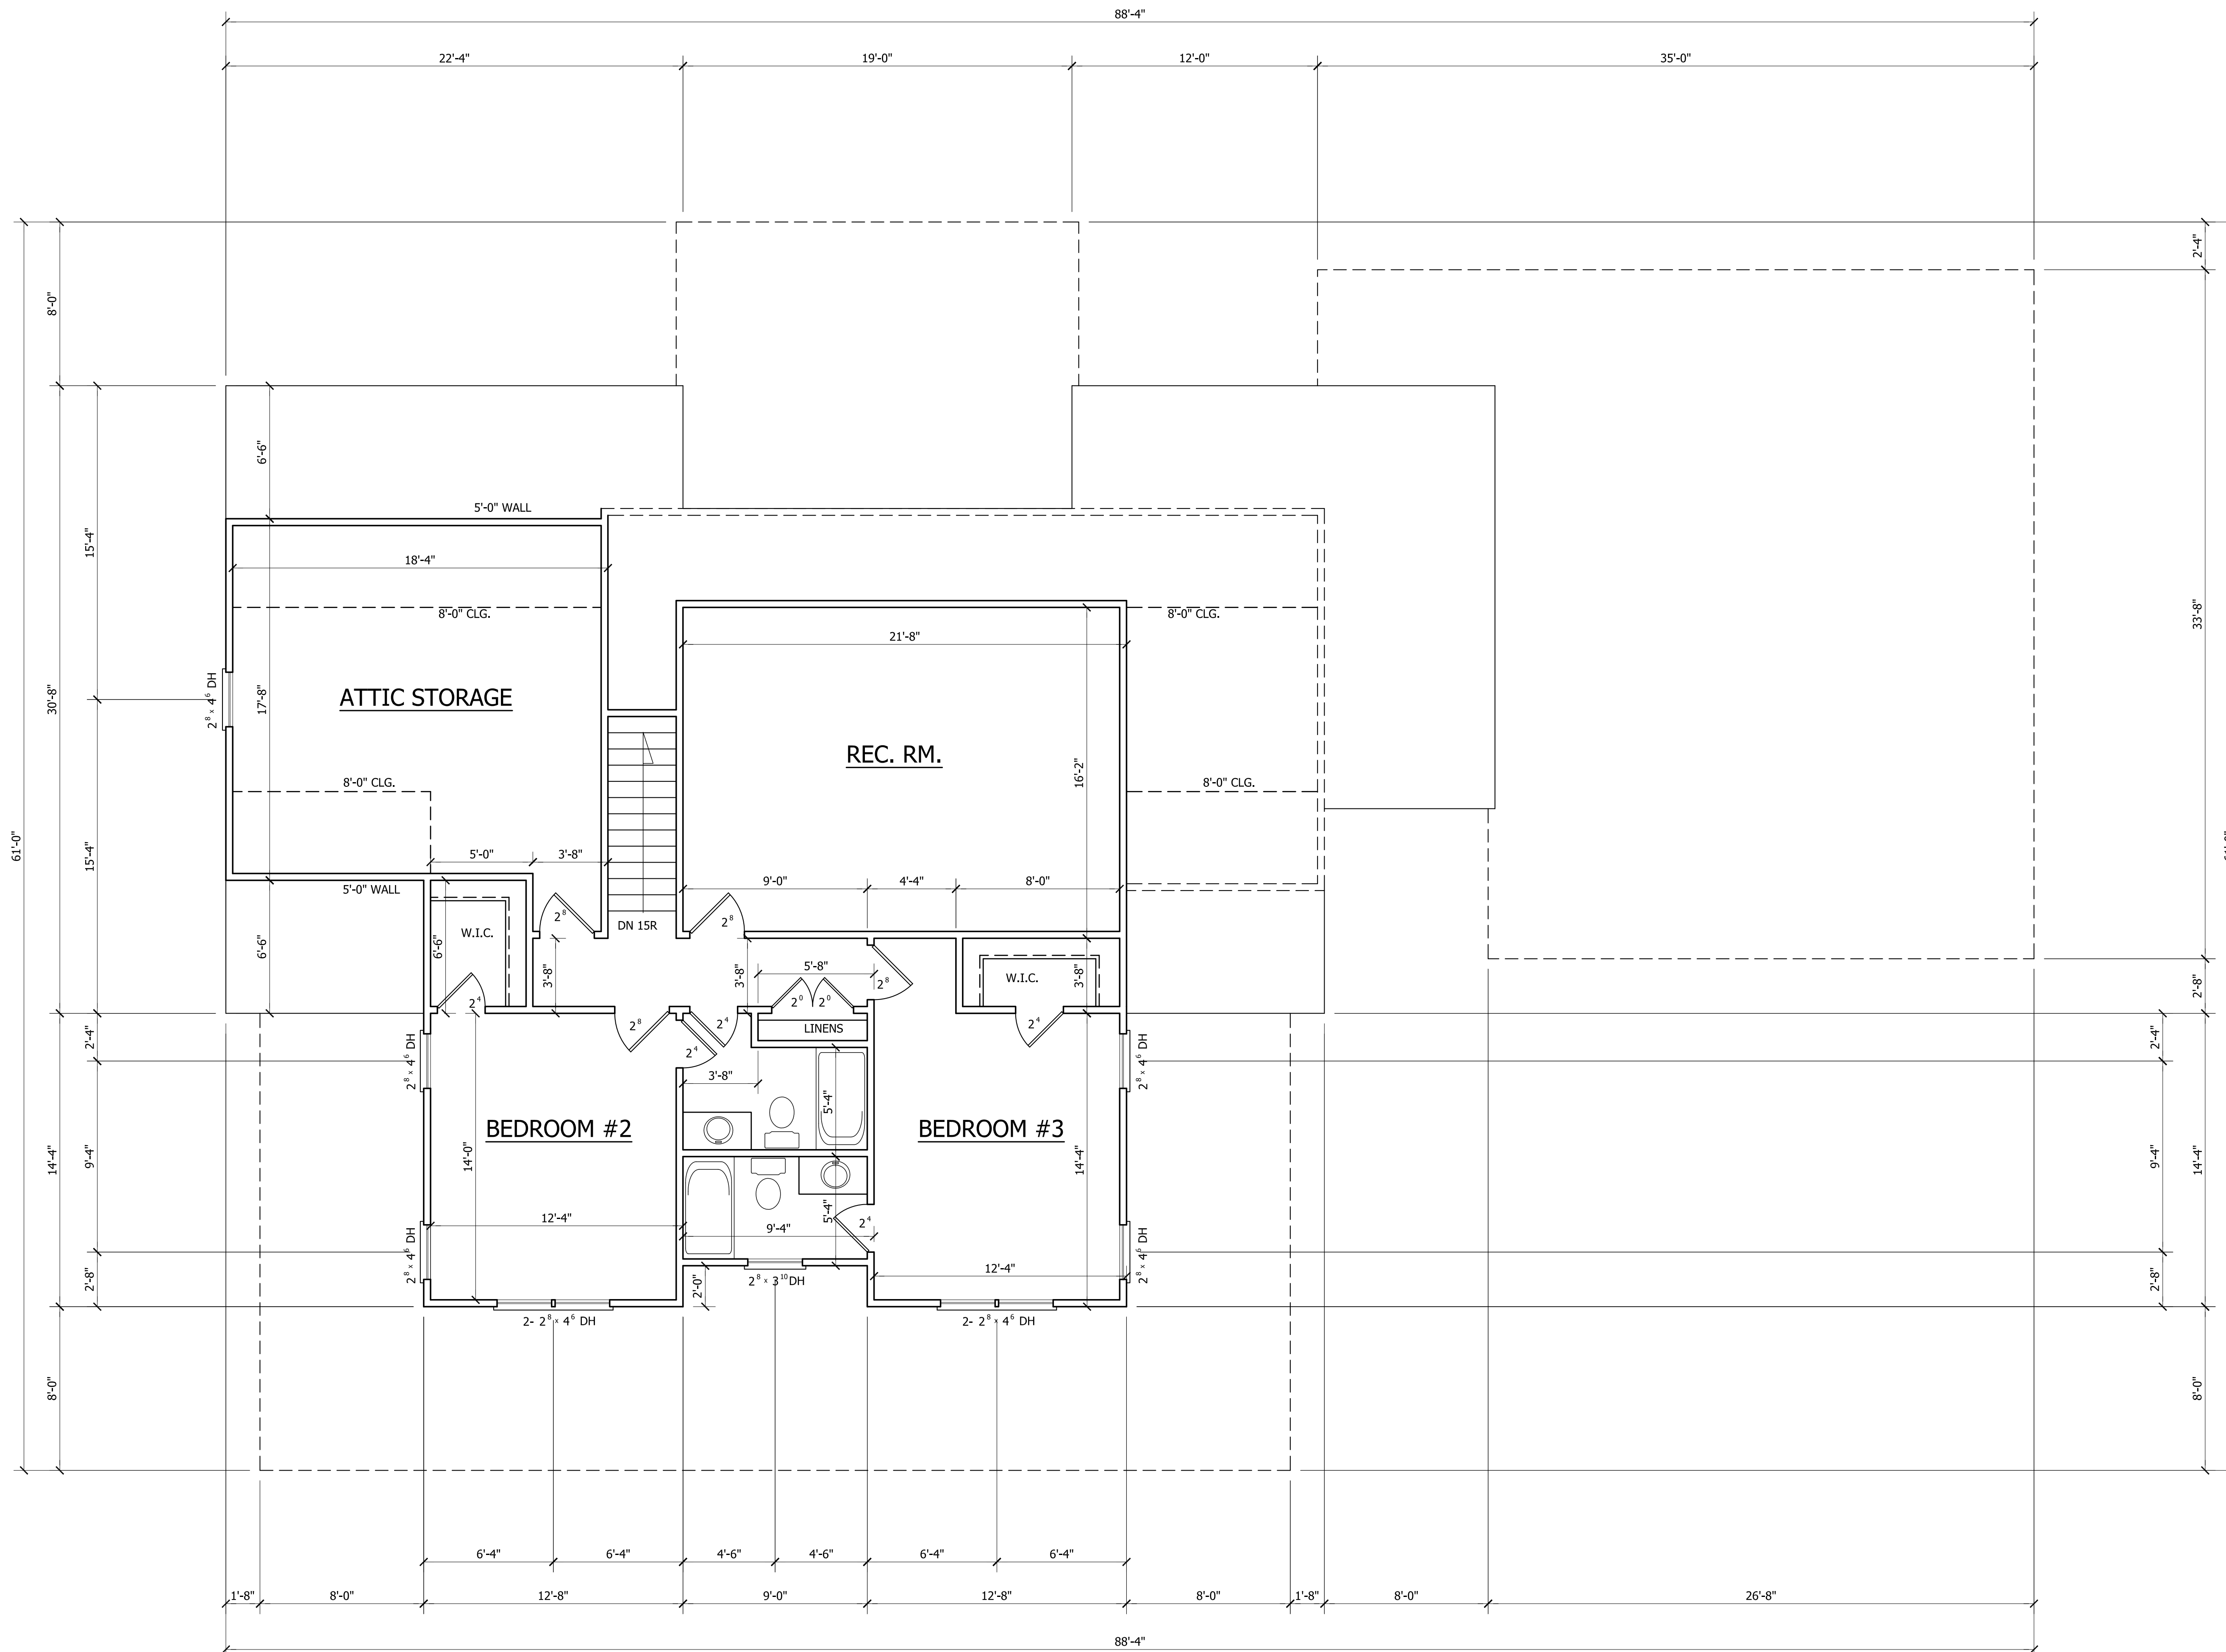 88'-4"
22'-4" 19'-0" 12'-0" 35'-0"
2'-4"
8'-0"
6'-6"
5'-0" WALL
15'-4"
18'-4"
8'-0" CLG. 8'-0" CLG.
33'-8"
21'-8"
2⁸ x 4⁶ DH
30'-8"
17'-8"
ATTIC STORAGE
REC. RM.
16'-2"
8'-0" CLG. 8'-0" CLG.
61'-0"
15'-4"
5'-0" 3'-8"
9'-0" 4'-4" 8'-0"
5'-0" WALL
2⁸
DN 15R
2⁸
W.I.C.
6'-6"
6'-6"
3'-8"
3'-8"
5'-8"
2⁸
W.I.C.
3'-8"
2'-8"
2⁴
2⁰ 2⁰
2⁸
2⁴
2⁴
LINENS
2⁴
2'-4"
2⁸ x 4⁶ DH
2⁸ x 4⁶ DH
2'-4"
3'-8"
5'-4"
BEDROOM #2
BEDROOM #3
14'-4"
9'-4"
14'-0"
14'-4"
9'-4"
14'-4"
12'-4"
9'-4"
5'-4"
2⁴
2'-8"
2⁸ x 4⁶ DH
2'-0"
2⁸ x 3¹⁰ DH
12'-4"
2⁸ x 4⁶ DH
2'-8"
2- 2⁸ x 4⁶ DH
2- 2⁸ x 4⁶ DH
8'-0"
8'-0"
6'-4" 6'-4" 4'-6" 4'-6" 6'-4" 6'-4"
1'-8" 8'-0" 12'-8" 9'-0" 12'-8" 8'-0" 1'-8" 8'-0" 26'-8"
88'-4"